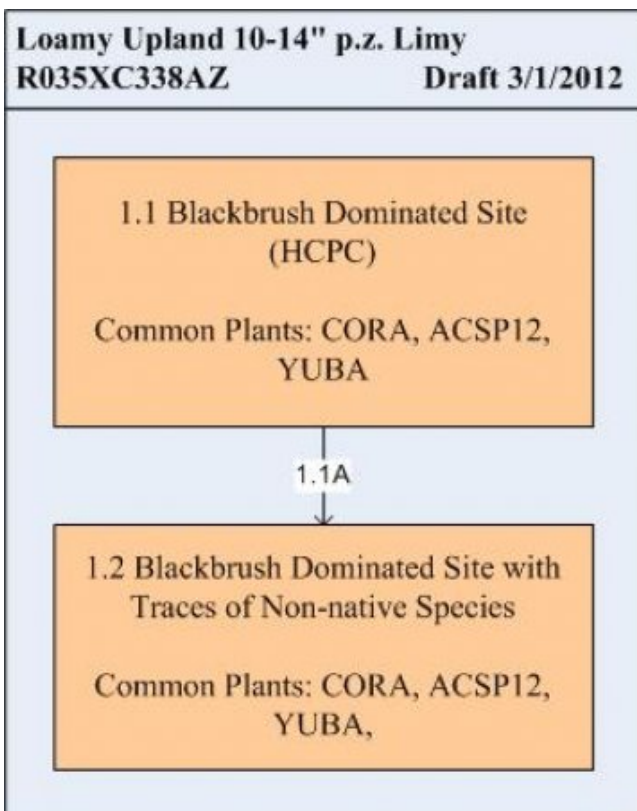 Loamy Upland 10-14" p.z. Limy
R035XC338AZ Draft 3/1/2012
1.1 Blackbrush Dominated Site
(HCPC)
Common Plants: CORA, ACSP12,
YUBA
1.1A
1.2 Blackbrush Dominated Site with
Traces of Non-native Species
Common Plants: CORA, ACSP12,
YUBA,